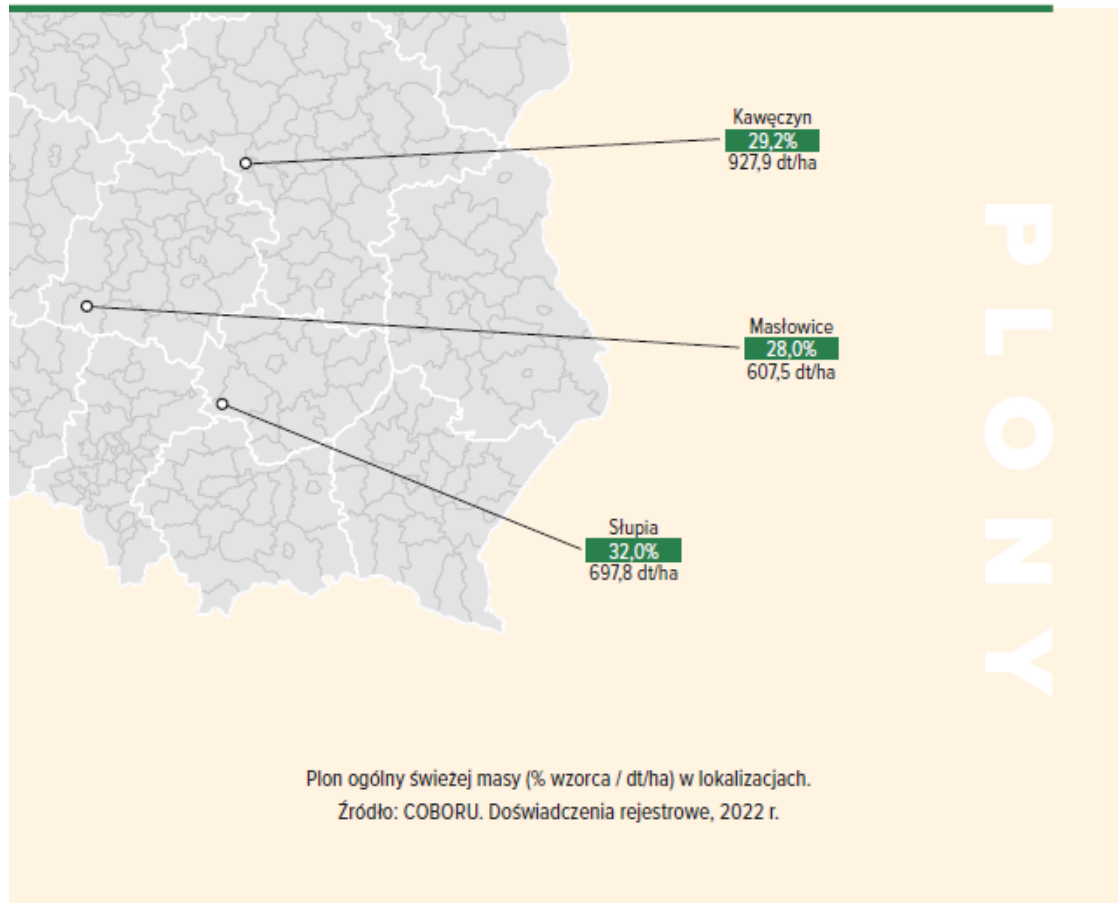 Kawęczyn
29,2%
927,9 dt/ha
Masłowice
28,0%
607,5 dt/ha
Słupia
32,0%
697,8 dt/ha
PLONY
Plon ogólny świeżej masy (% wzorca / dt/ha) w lokalizacjach.
Źródło: COBORU. Doświadczenia rejestrowe, 2022 r.